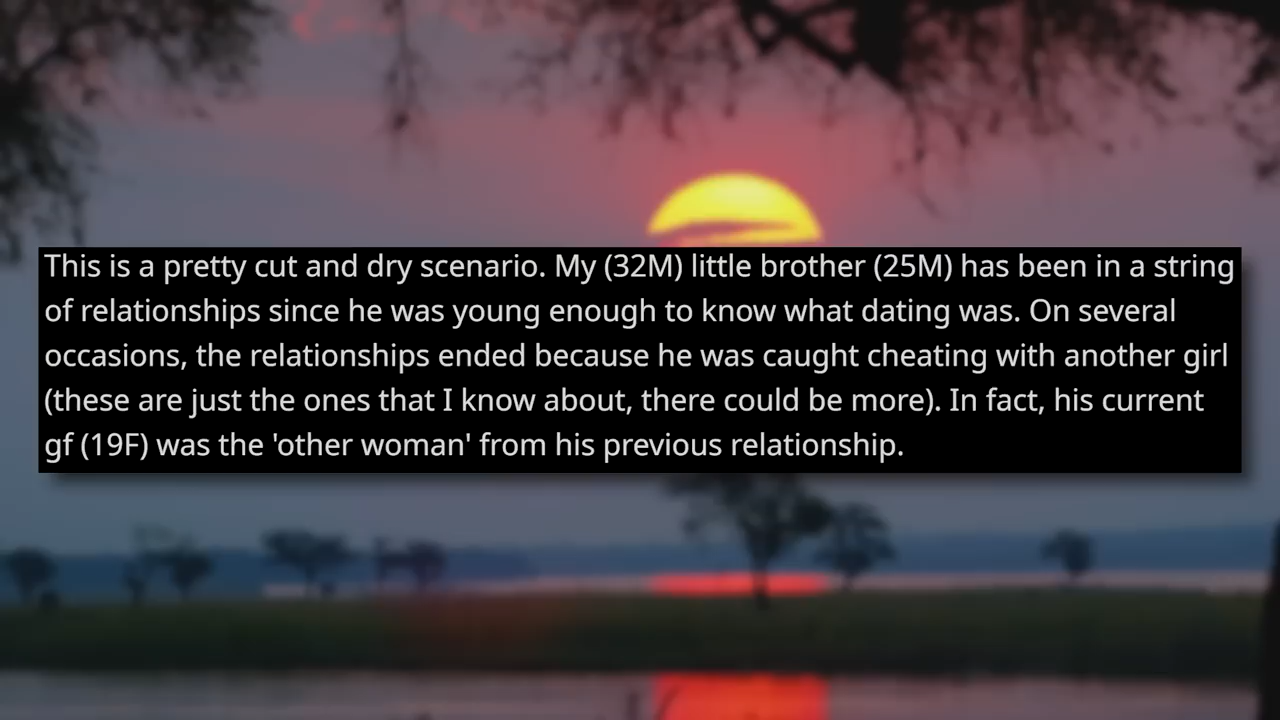 This is a pretty cut and dry scenario. My (32M) little brother (25M) has been in a string
of relationships since he was young enough to know what dating was. On several
occasions, the relationships ended because he was caught cheating with another girl
(these are just the ones that I know about, there could be more). In fact, his current
gf (19F) was the 'other woman' from his previous relationship.